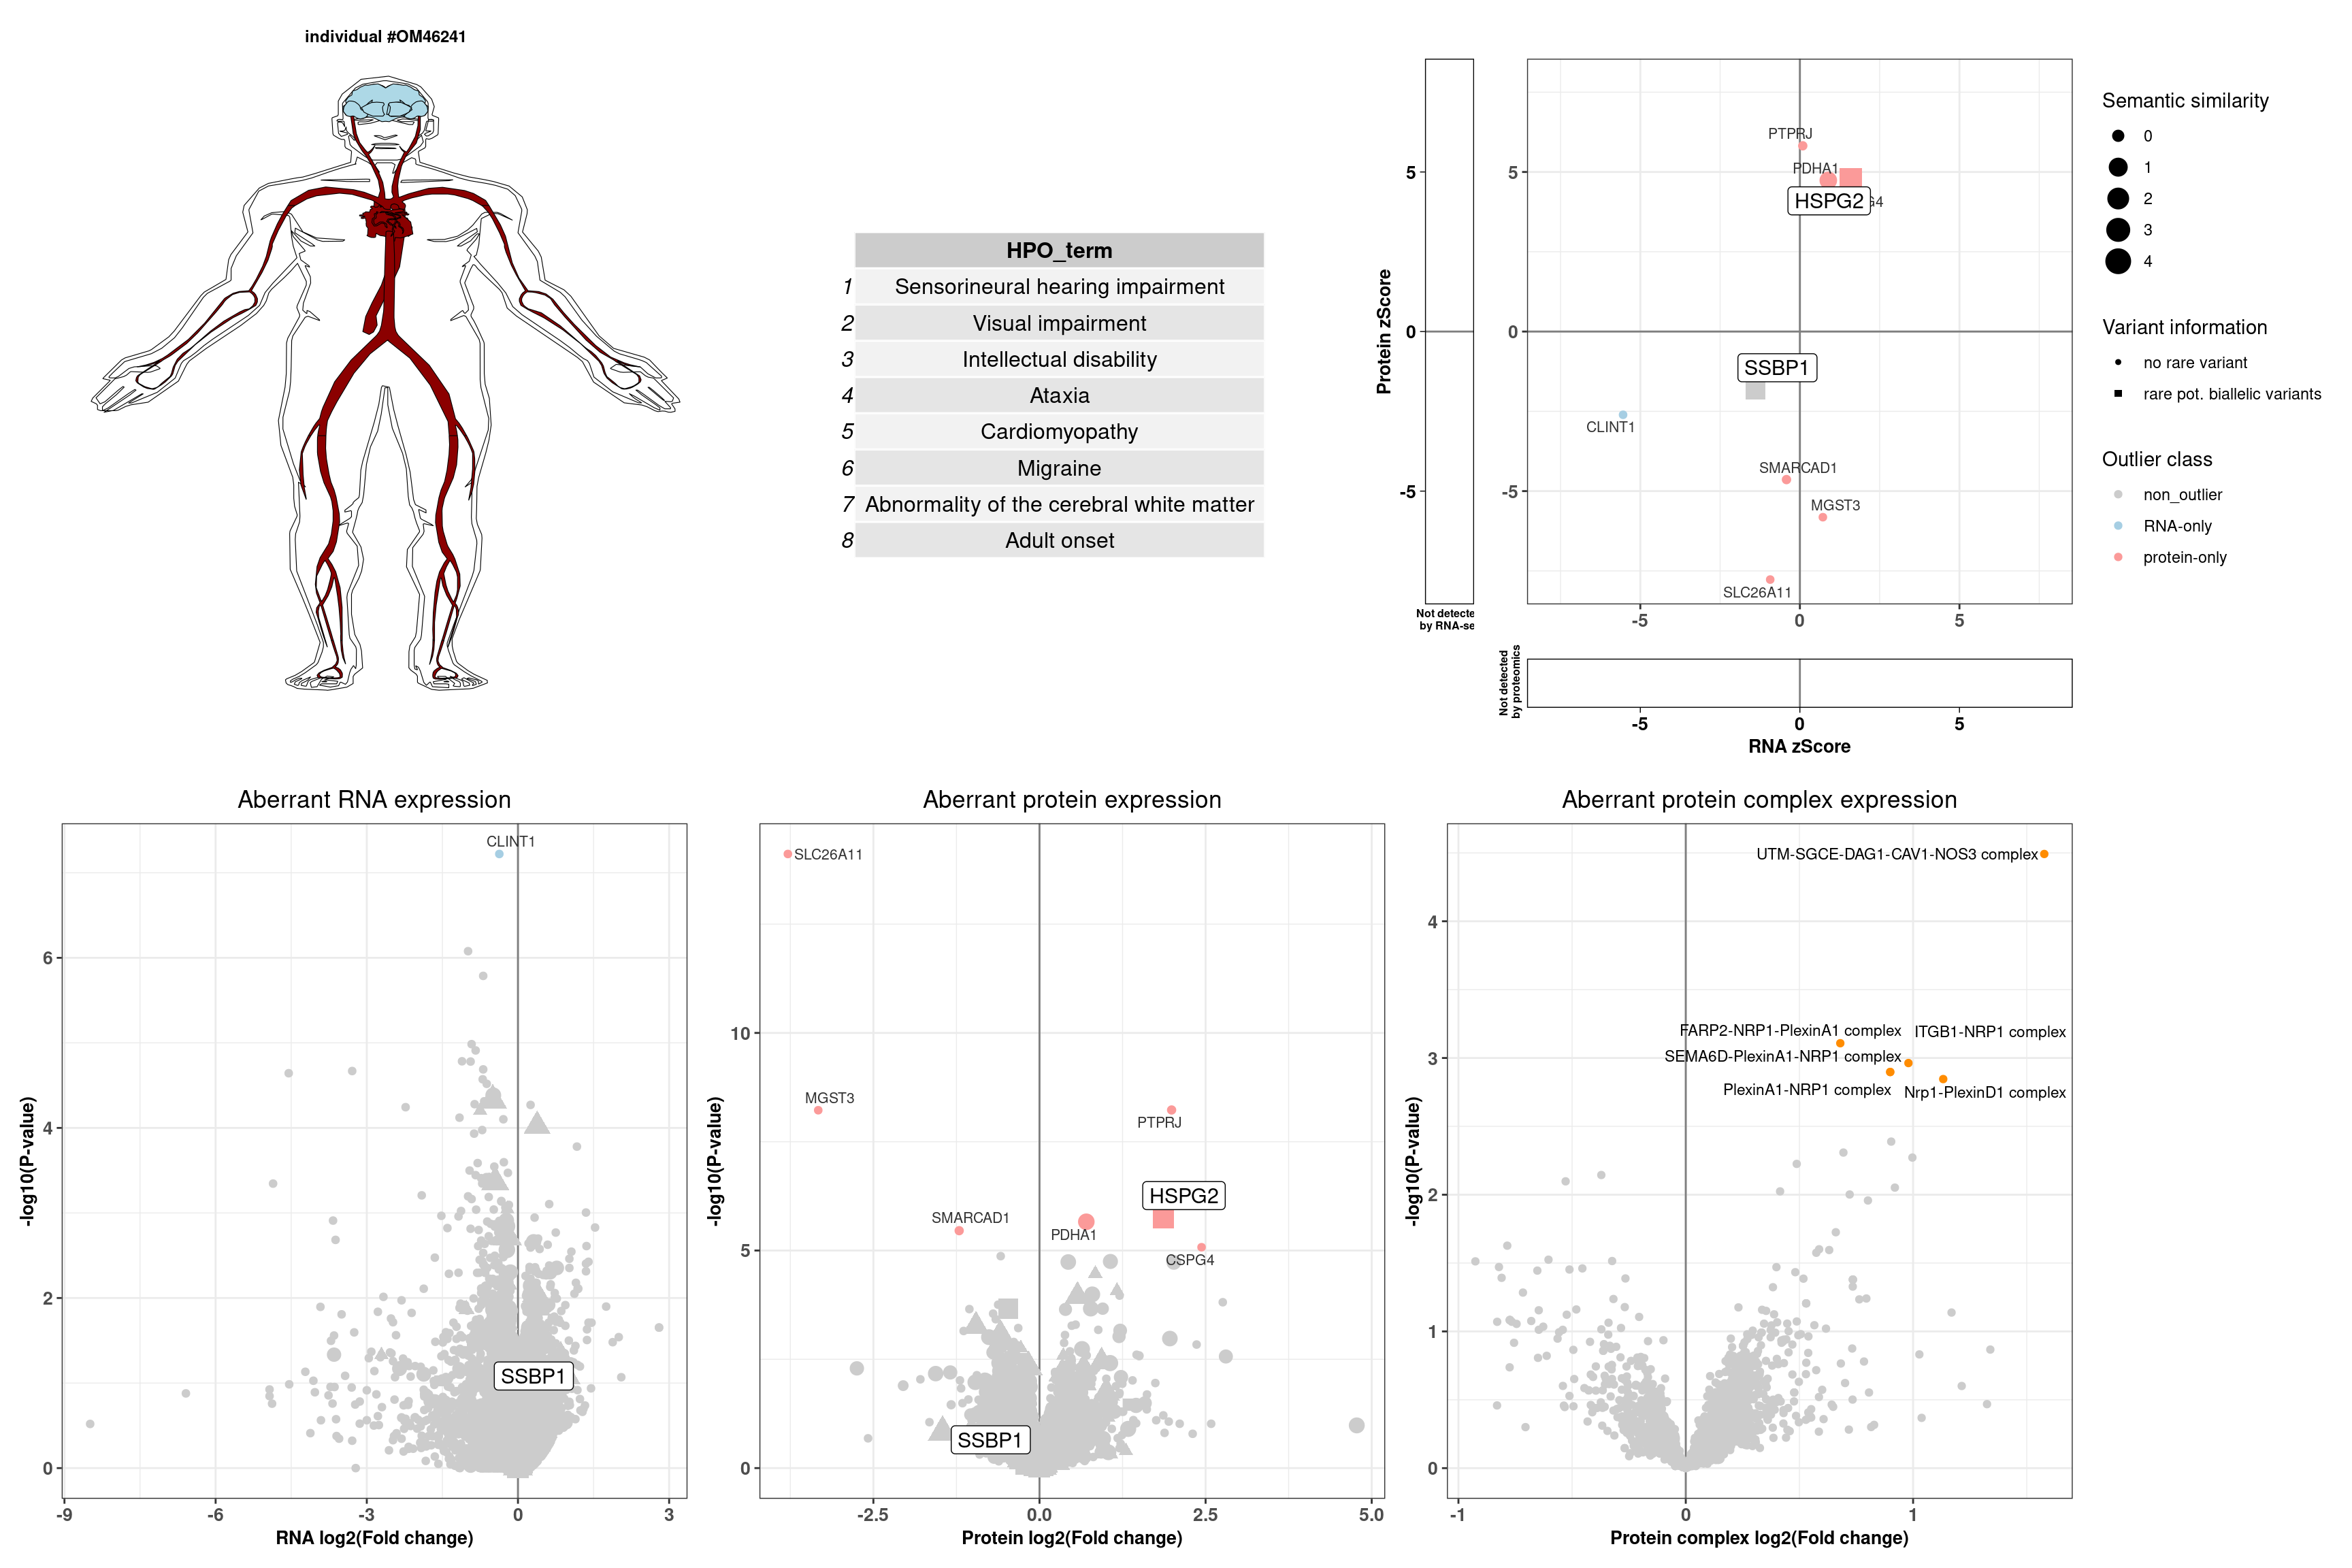 individual #OM46241
HPO_term
1 Sensorineural hearing impairment
2 Visual impairment
3 Intellectual disability
4 Ataxia
5 Cardiomyopathy
6 Migraine
7 Abnormality of the cerebral white matter
8 Adult onset
Protein zScore
5
0
-5
Not detecte
by RNA-se
5
0
-5
PTPRJ
PDHA1
HSPG2
G4
SSBP1
CLINT1
SMARCAD1
MGST3
SLC26A11
-5 0 5
Not detected
by proteomics
-5 0 5
RNA zScore
Semantic similarity
0
1
2
3
4
Variant information
no rare variant
rare pot. biallelic variants
Outlier class
non_outlier
RNA-only
protein-only
Aberrant RNA expression
-log10(P-value)
6
4
2
0
CLINT1
SSBP1
-9 -6 -3 0 3
RNA log2(Fold change)
Aberrant protein expression
-log10(P-value)
10
5
0
SLC26A11
MGST3
PTPRJ
HSPG2
SMARCAD1
PDHA1
CSPG4
SSBP1
-2.5 0.0 2.5 5.0
Protein log2(Fold change)
Aberrant protein complex expression
-log10(P-value)
4
3
2
1
0
UTM-SGCE-DAG1-CAV1-NOS3 complex
FARP2-NRP1-PlexinA1 complex
ITGB1-NRP1 complex
SEMA6D-PlexinA1-NRP1 complex
PlexinA1-NRP1 complex
Nrp1-PlexinD1 complex
-1 0 1
Protein complex log2(Fold change)